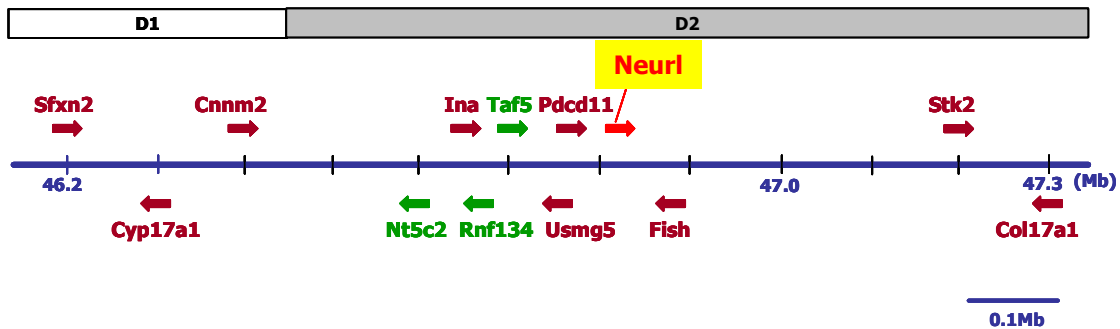 D1 D2
Neurl
Sfxn2 Cnnm2 Ina Taf5 Pdcd11 Stk2
46.2 47.0 47.3 (Mb)
Cyp17a1 Nt5c2 Rnf134 Usmg5 Fish Col17a1
0.1Mb